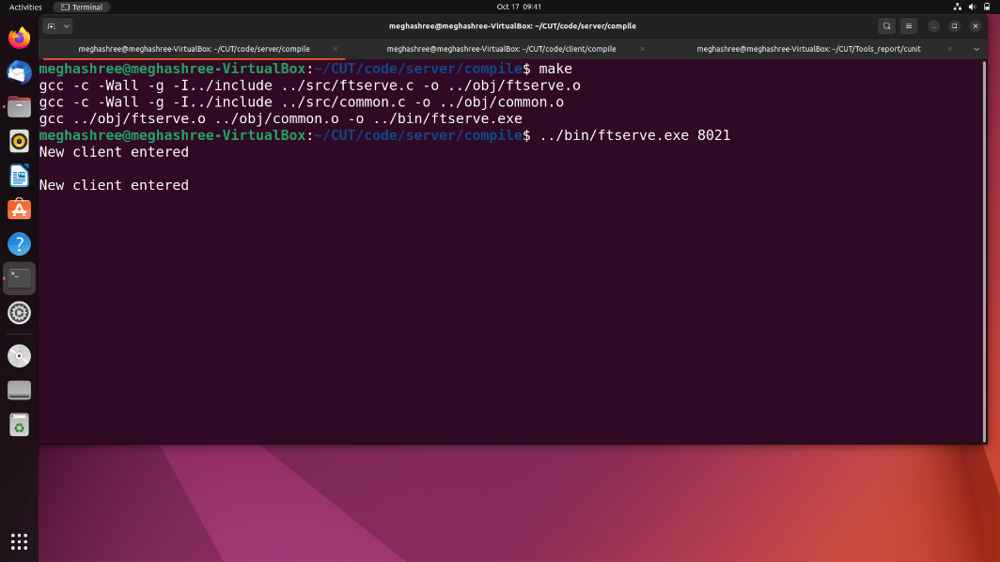 Activities Terminal Oct 17 09:41
meghashree@meghashree-VirtualBox: ~/CUT/code/server/compile
meghashree@meghashree-VirtualBox: ~/CUT/code/server/compile meghashree@meghashree-VirtualBox: ~/CUT/code/client/compile meghashree@meghashree-VirtualBox: ~/CUT/Tools_report/cunit
meghashree@meghashree-VirtualBox:~/CUT/code/server/compile$ make
gcc -c -Wall -g -I../include ../src/ftserve.c -o ../obj/ftserve.o
gcc -c -Wall -g -I../include ../src/common.c -o ../obj/common.o
gcc ../obj/ftserve.o ../obj/common.o -o ../bin/ftserve.exe
meghashree@meghashree-VirtualBox:~/CUT/code/server/compile$ ../bin/ftserve.exe 8021
New client entered
New client entered